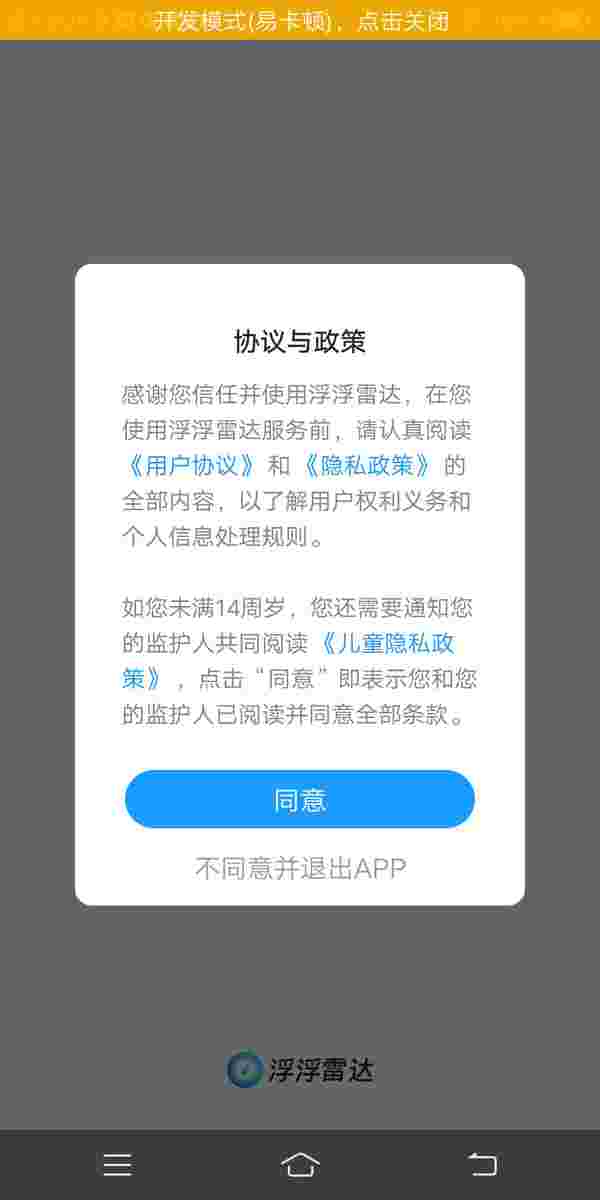 开发模式(易卡顿)，点击关闭
协议与政策
感谢您信任并使用浮浮雷达，在您
使用浮浮雷达服务前，请认真阅读
《用户协议》和《隐私政策》的
全部内容，以了解用户权利义务和
个人信息处理规则。
如您未满14周岁，您还需要通知您
的监护人共同阅读《儿童隐私政
策》，点击“同意”即表示您和您
的监护人已阅读并同意全部条款。
同意
不同意并退出APP
浮浮雷达